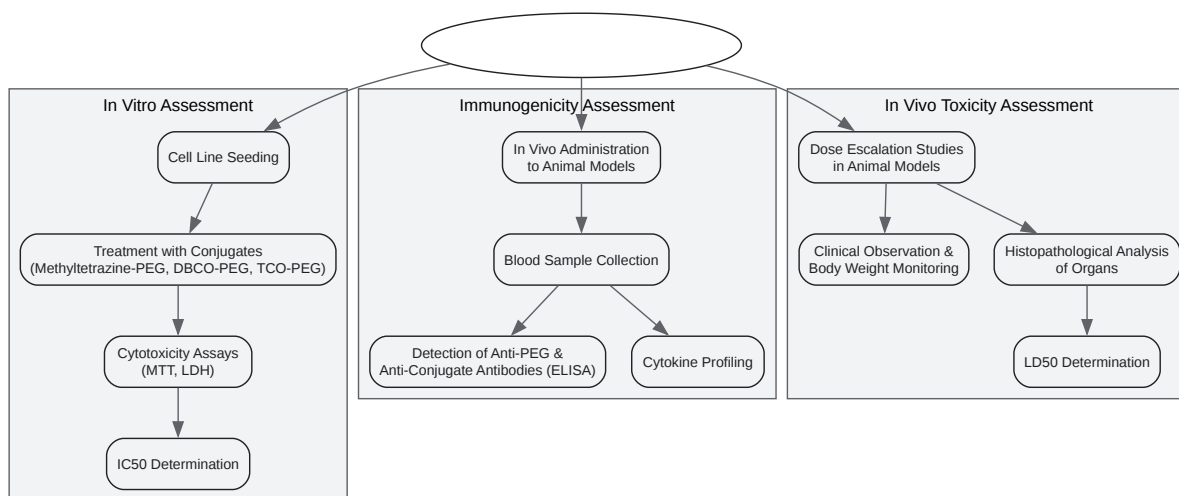 In Vitro Assessment
Cell Line Seeding
Treatment with Conjugates
(Methyltetrazine-PEG, DBCO-PEG, TCO-PEG)
Cytotoxicity Assays
(MTT, LDH)
IC50 Determination
Immunogenicity Assessment
In Vivo Administration
to Animal Models
Blood Sample Collection
Detection of Anti-PEG &
Anti-Conjugate Antibodies (ELISA)
Cytokine Profiling
In Vivo Toxicity Assessment
Dose Escalation Studies
in Animal Models
Clinical Observation &
Body Weight Monitoring
Histopathological Analysis
of Organs
LD50 Determination